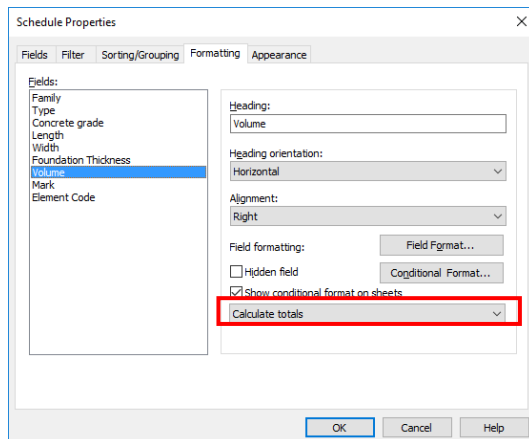 Schedule Properties
Fields Filter Sorting/Grouping Formatting Appearance
Fields:
Family
Type
Concrete grade
Length
Width
Foundation Thickness
Volume
Mark
Element Code
Heading:
Volume
Heading orientation:
Horizontal
Alignment:
Right
Field formatting:
Field Format...
Hidden field
Conditional Format...
Show conditional format on sheets
Calculate totals
OK Cancel Help